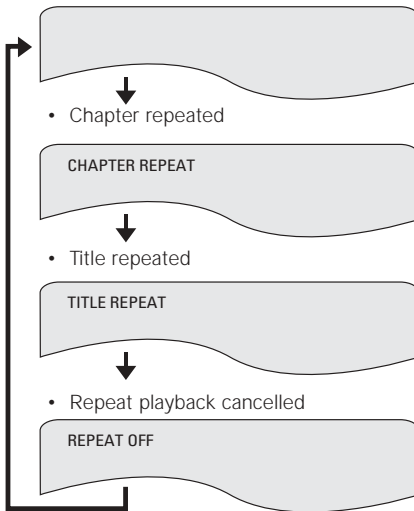 • Chapter repeated
CHAPTER REPEAT
• Title repeated
TITLE REPEAT
• Repeat playback cancelled
REPEAT OFF